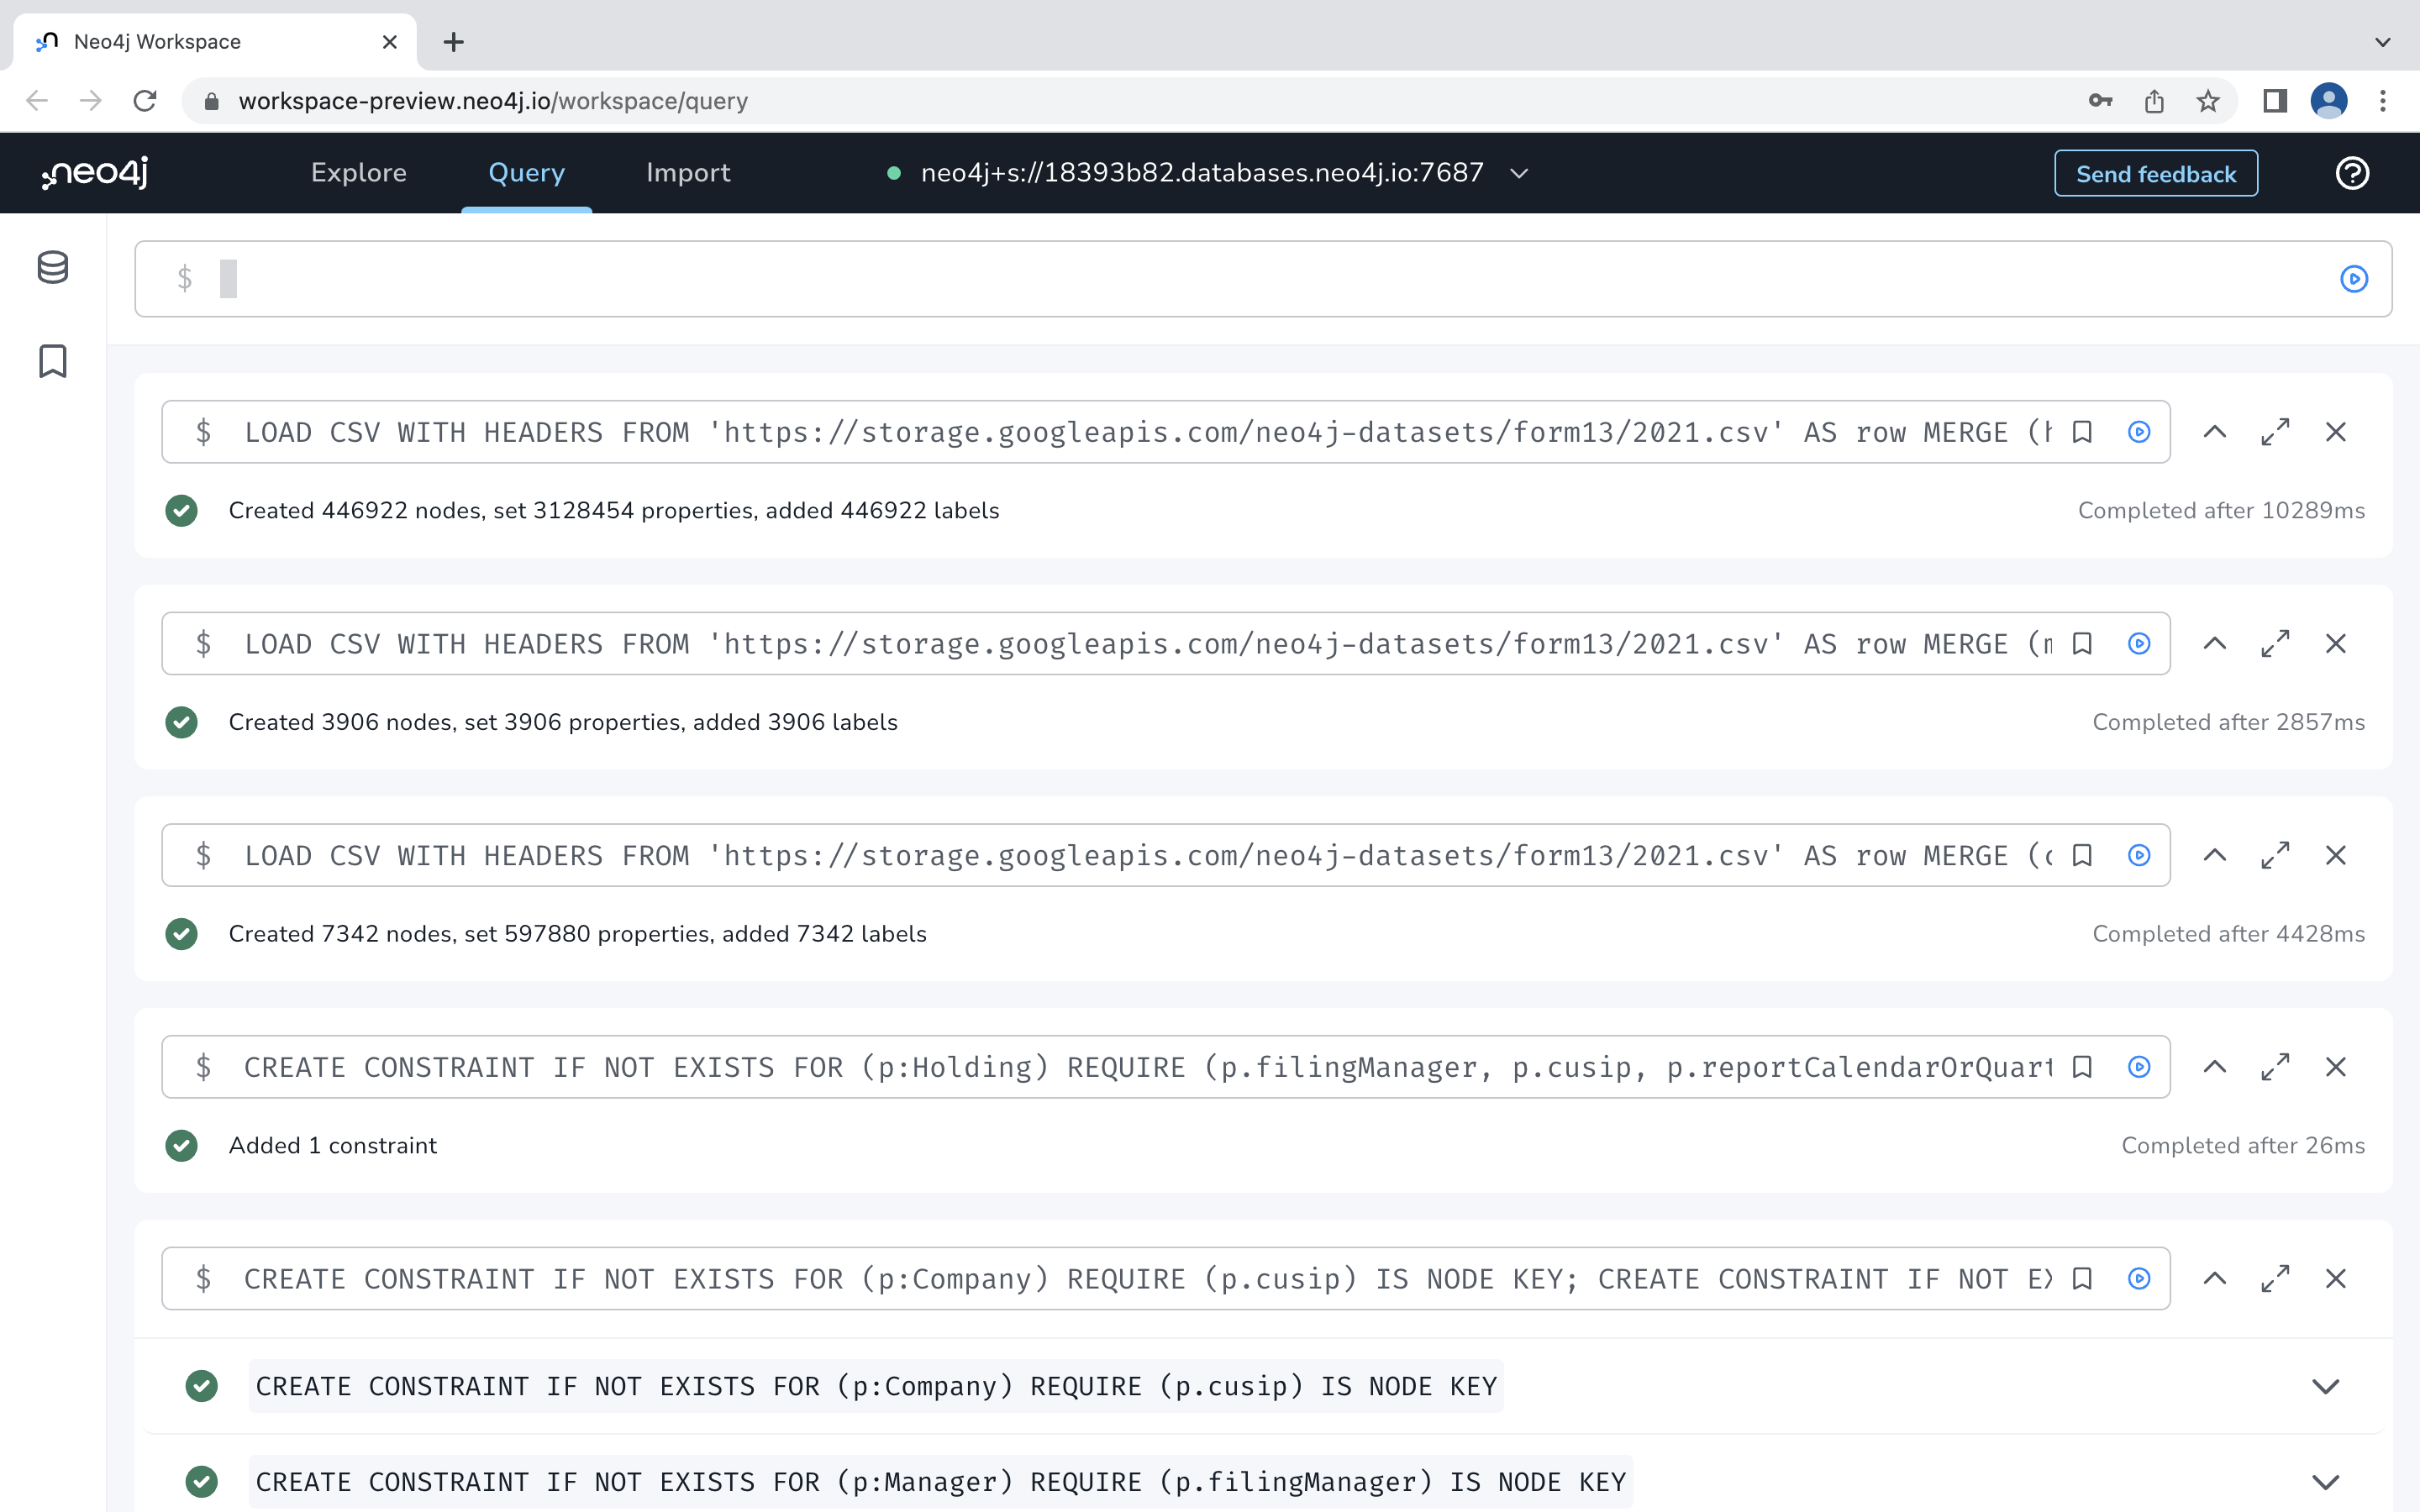 Neo4j Workspace
workspace-preview.neo4j.io/workspace/query
neo4j Explore Query Import neo4j+s://18393b82.databases.neo4j.io:7687 Send feedback
$
$ LOAD CSV WITH HEADERS FROM 'https://storage.googleapis.com/neo4j-datasets/form13/2021.csv' AS row MERGE (h
Created 446922 nodes, set 3128454 properties, added 446922 labels Completed after 10289ms
$ LOAD CSV WITH HEADERS FROM 'https://storage.googleapis.com/neo4j-datasets/form13/2021.csv' AS row MERGE (m
Created 3906 nodes, set 3906 properties, added 3906 labels Completed after 2857ms
$ LOAD CSV WITH HEADERS FROM 'https://storage.googleapis.com/neo4j-datasets/form13/2021.csv' AS row MERGE (c
Created 7342 nodes, set 597880 properties, added 7342 labels Completed after 4428ms
$ CREATE CONSTRAINT IF NOT EXISTS FOR (p:Holding) REQUIRE (p.filingManager, p.cusip, p.reportCalendarOrQuart
Added 1 constraint Completed after 26ms
$ CREATE CONSTRAINT IF NOT EXISTS FOR (p:Company) REQUIRE (p.cusip) IS NODE KEY; CREATE CONSTRAINT IF NOT EX
CREATE CONSTRAINT IF NOT EXISTS FOR (p:Company) REQUIRE (p.cusip) IS NODE KEY
CREATE CONSTRAINT IF NOT EXISTS FOR (p:Manager) REQUIRE (p.filingManager) IS NODE KEY